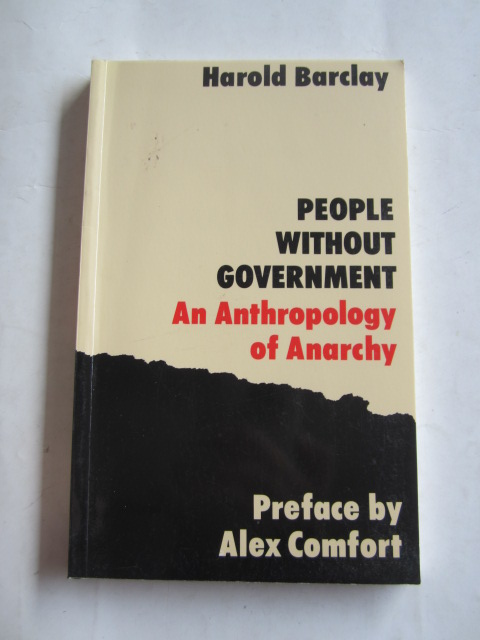 Harold Barclay
PEOPLE
WITHOUT
GOVERNMENT
An Anthropology
of Anarchy
Preface by
Alex Comfort